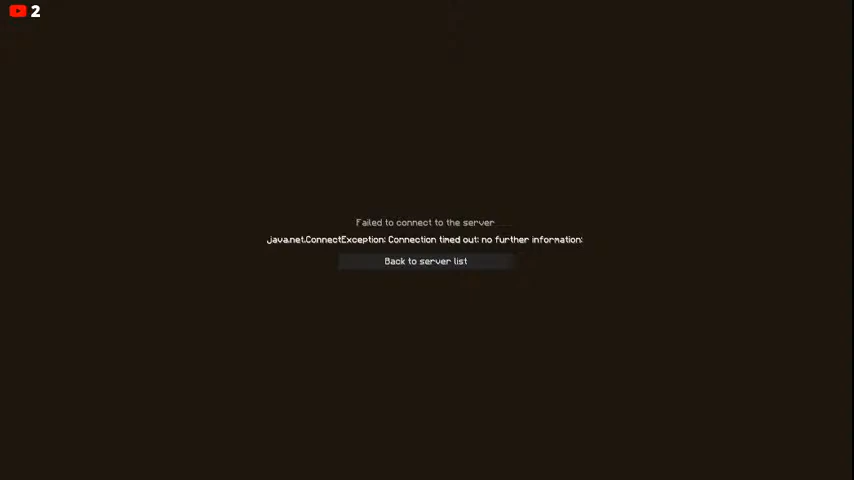 2
Failed to connect to the server
java.net.ConnectException: Connection timed out: no further information:
Back to server list